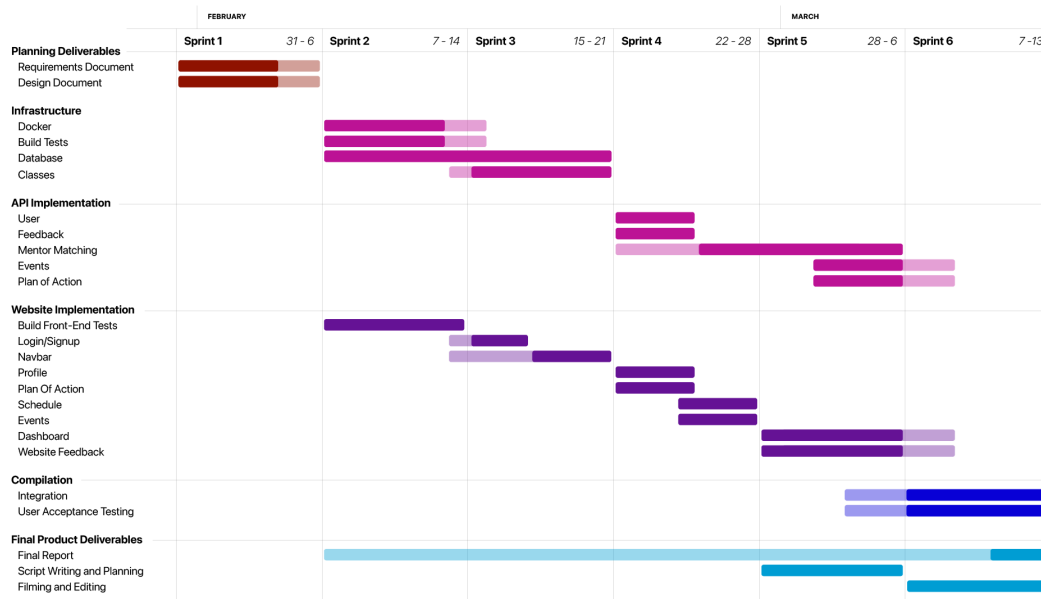 FEBRUARY MARCH
Sprint 1 31 - 6 Sprint 2 7 - 14 Sprint 3 15 - 21 Sprint 4 22 - 28 Sprint 5 28 - 6 Sprint 6 7 -13
Planning Deliverables
Requirements Document
Design Document
Infrastructure
Docker
Build Tests
Database
Classes
API Implementation
User
Feedback
Mentor Matching
Events
Plan of Action
Website Implementation
Build Front-End Tests
Login/Signup
Navbar
Profile
Plan Of Action
Schedule
Events
Dashboard
Website Feedback
Compilation
Integration
User Acceptance Testing
Final Product Deliverables
Final Report
Script Writing and Planning
Filming and Editing